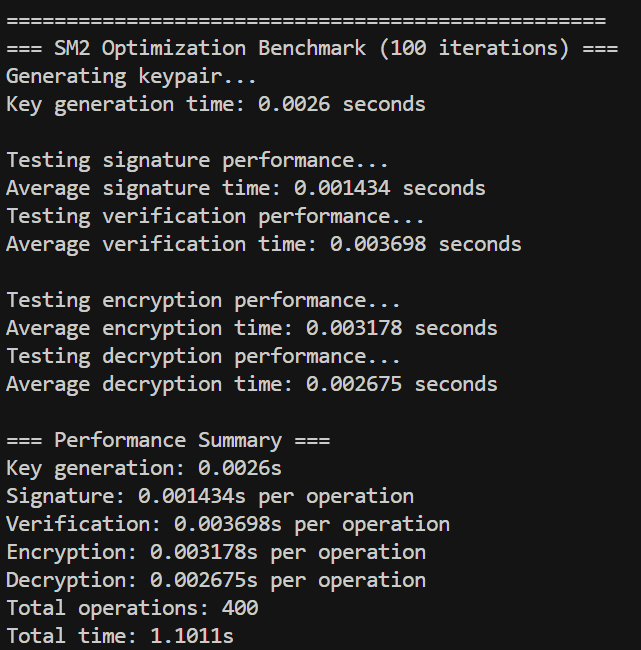 ==================================================
=== SM2 Optimization Benchmark (100 iterations) ===
Generating keypair...
Key generation time: 0.0026 seconds
Testing signature performance...
Average signature time: 0.001434 seconds
Testing verification performance...
Average verification time: 0.003698 seconds
Testing encryption performance...
Average encryption time: 0.003178 seconds
Testing decryption performance...
Average decryption time: 0.002675 seconds
=== Performance Summary ===
Key generation: 0.0026s
Signature: 0.001434s per operation
Verification: 0.003698s per operation
Encryption: 0.003178s per operation
Decryption: 0.002675s per operation
Total operations: 400
Total time: 1.1011s